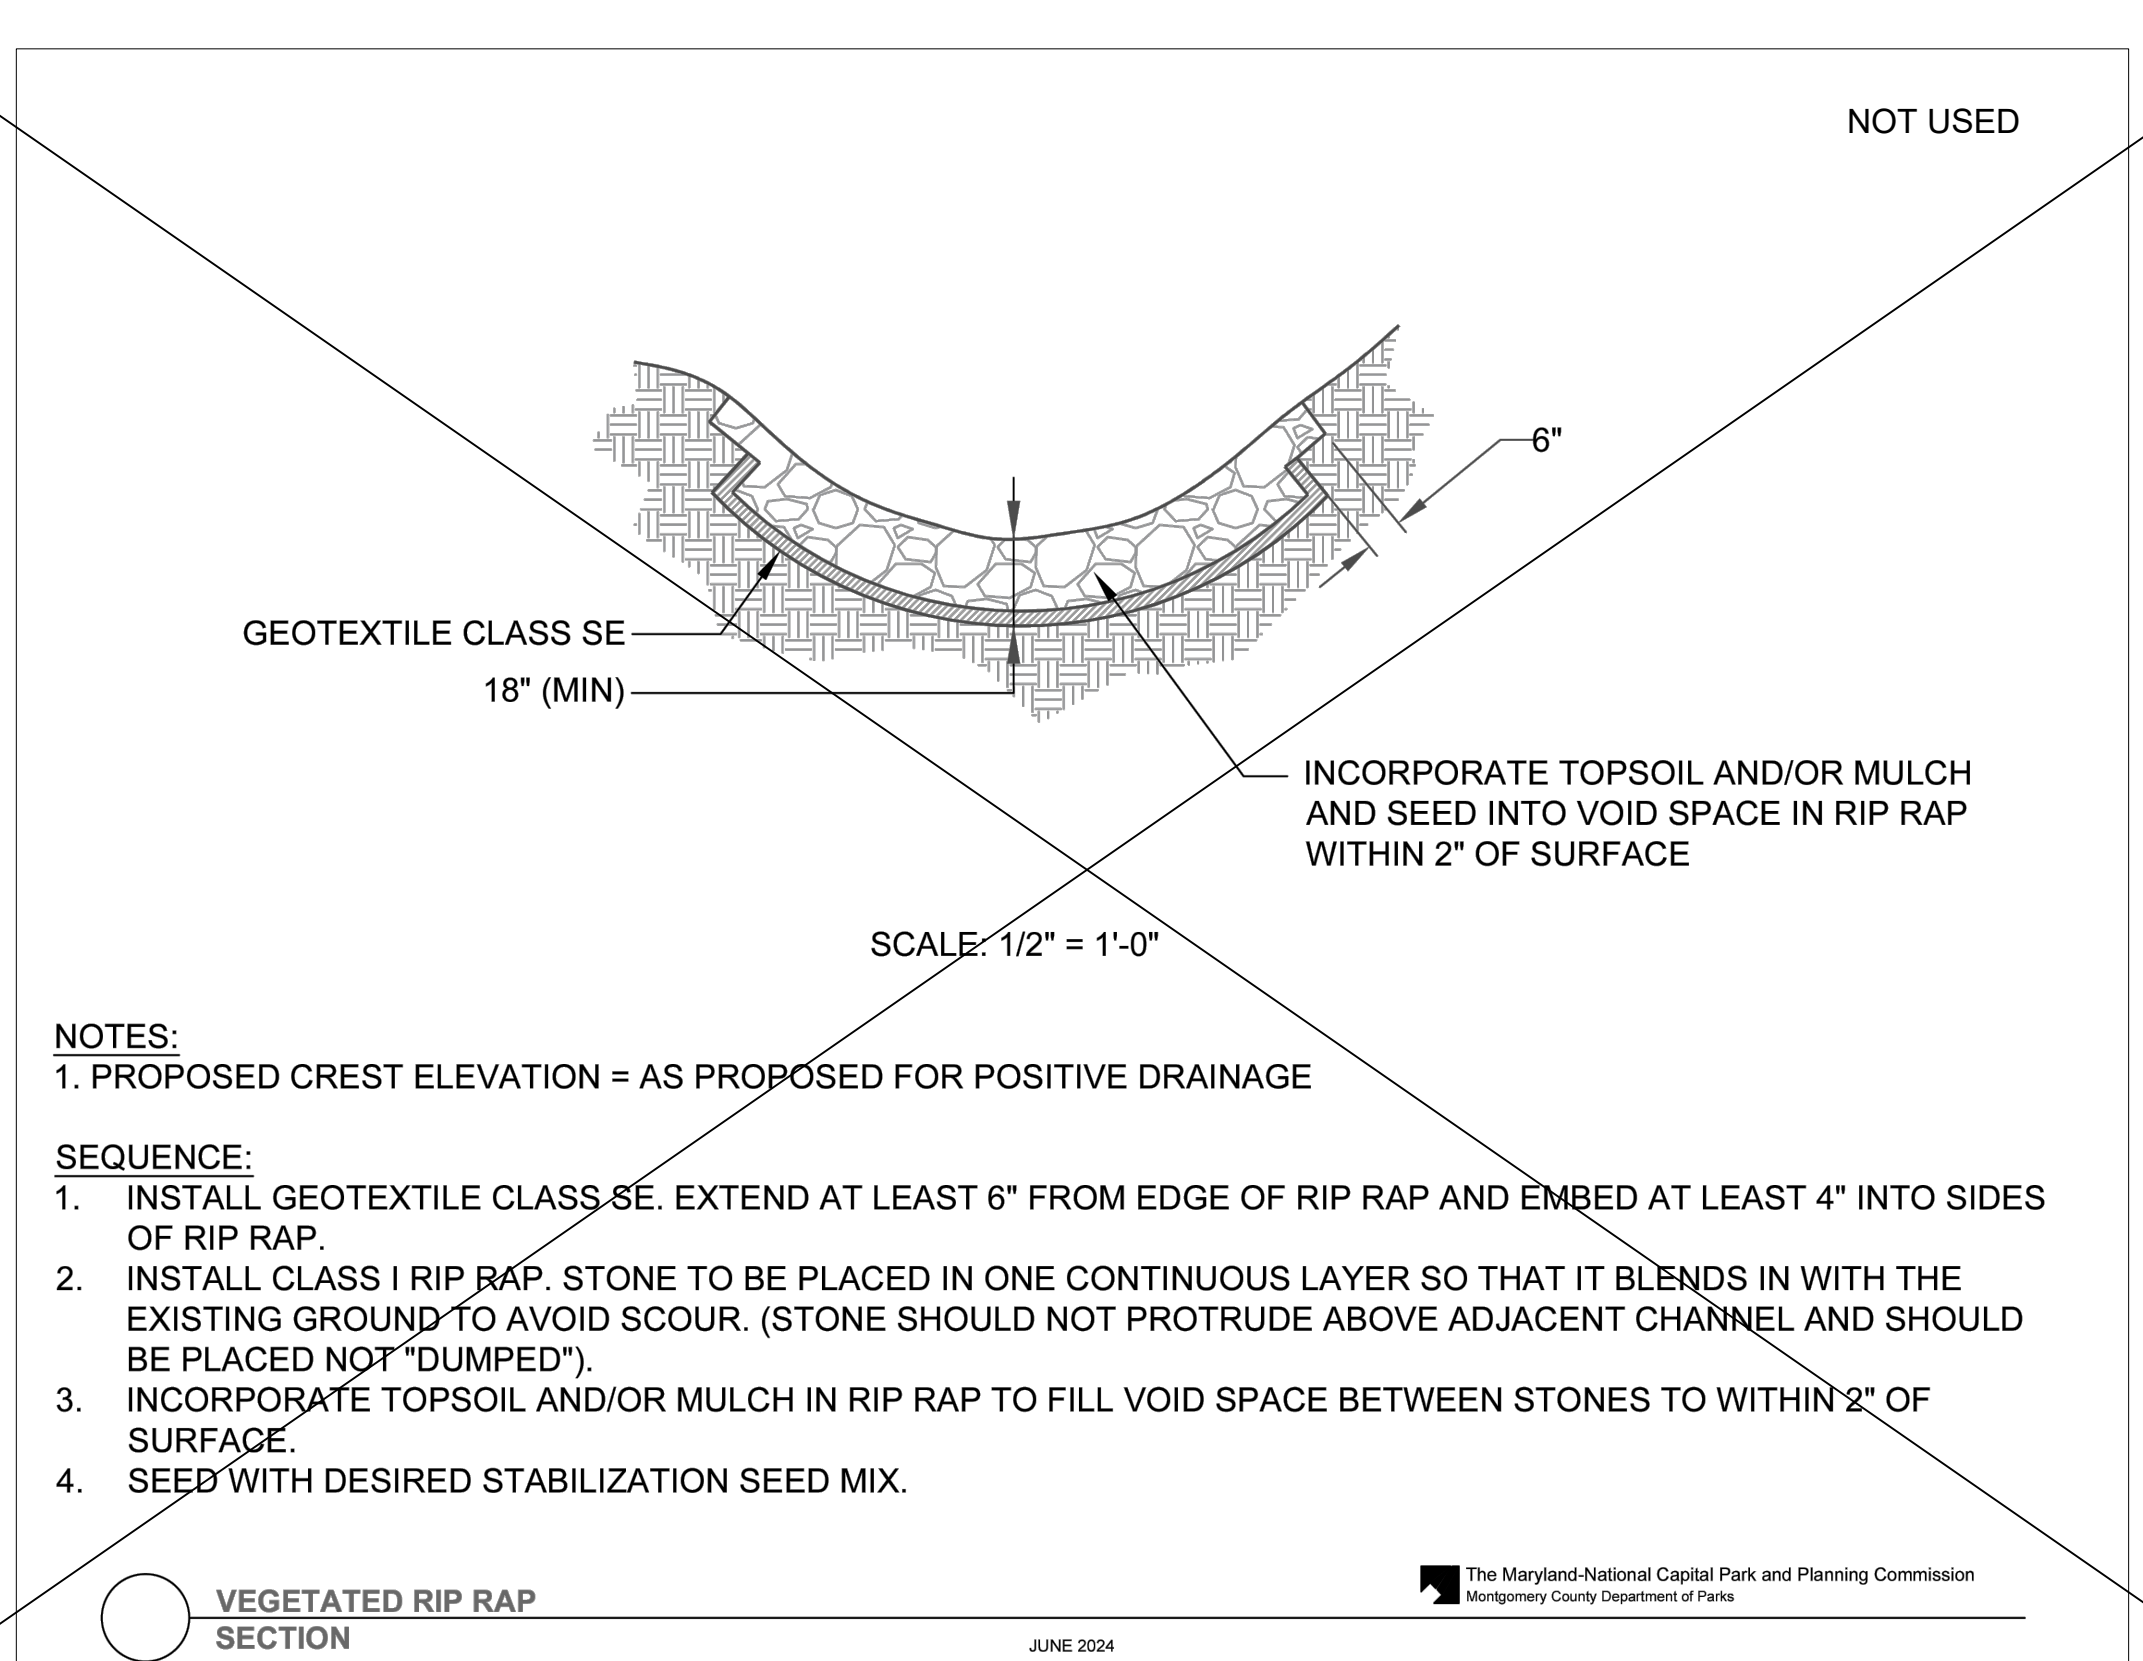 NOT USED
6"
GEOTEXTILE CLASS SE
18" (MIN)
INCORPORATE TOPSOIL AND/OR MULCH
AND SEED INTO VOID SPACE IN RIP RAP
WITHIN 2" OF SURFACE
SCALE: 1/2" = 1'-0"
NOTES:
1. PROPOSED CREST ELEVATION = AS PROPOSED FOR POSITIVE DRAINAGE
SEQUENCE:
1. INSTALL GEOTEXTILE CLASS SE. EXTEND AT LEAST 6" FROM EDGE OF RIP RAP AND EMBED AT LEAST 4" INTO SIDES
OF RIP RAP.
2. INSTALL CLASS I RIP RAP. STONE TO BE PLACED IN ONE CONTINUOUS LAYER SO THAT IT BLENDS IN WITH THE
EXISTING GROUND TO AVOID SCOUR. (STONE SHOULD NOT PROTRUDE ABOVE ADJACENT CHANNEL AND SHOULD
BE PLACED NOT "DUMPED").
3. INCORPORATE TOPSOIL AND/OR MULCH IN RIP RAP TO FILL VOID SPACE BETWEEN STONES TO WITHIN 2" OF
SURFACE.
4. SEED WITH DESIRED STABILIZATION SEED MIX.
VEGETATED RIP RAP
SECTION
The Maryland-National Capital Park and Planning Commission
Montgomery County Department of Parks
JUNE 2024